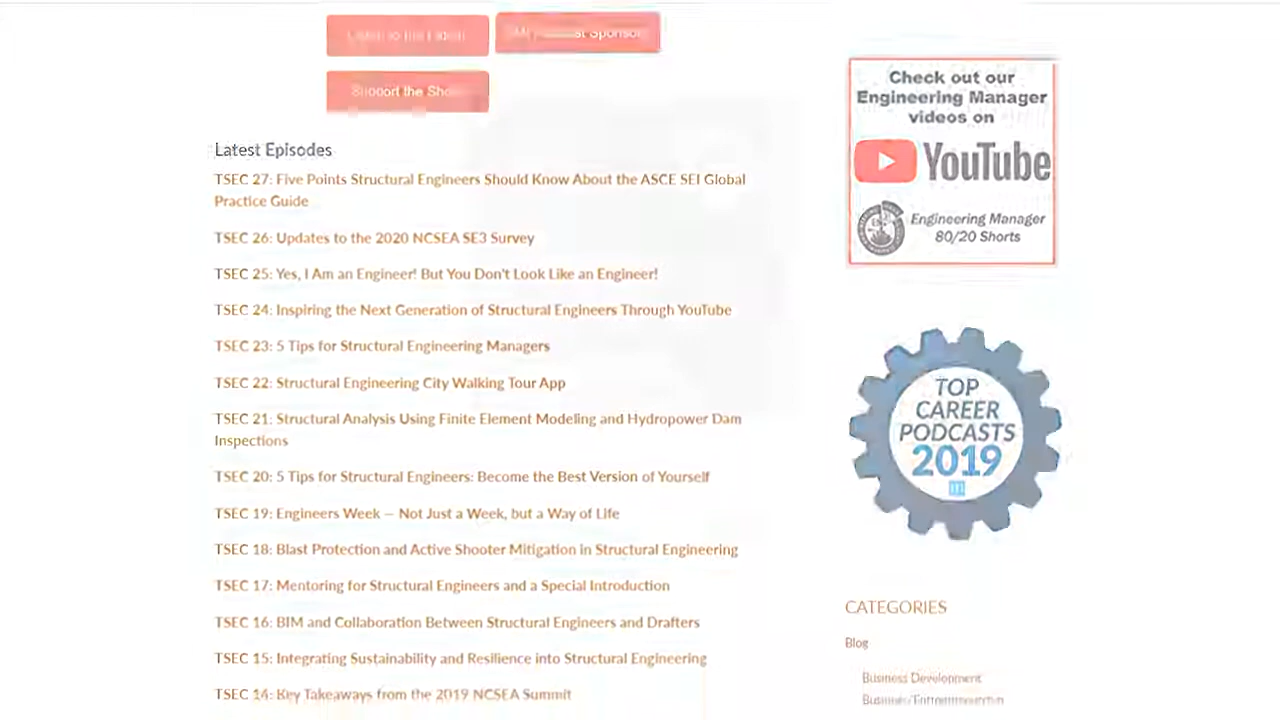 Support the Show
Latest Episodes
TSEC 27: Five Points Structural Engineers Should Know About the ASCE SEI Global
Practice Guide
TSEC 26: Updates to the 2020 NCSEA SE3 Survey
TSEC 25: Yes, I Am an Engineer! But You Don't Look Like an Engineer!
TSEC 24: Inspiring the Next Generation of Structural Engineers Through YouTube
TSEC 23: 5 Tips for Structural Engineering Managers
TSEC 22: Structural Engineering City Walking Tour App
TSEC 21: Structural Analysis Using Finite Element Modeling and Hydropower Dam
Inspections
TSEC 20: 5 Tips for Structural Engineers: Become the Best Version of Yourself
TSEC 19: Engineers Week – Not Just a Week, but a Way of Life
TSEC 18: Blast Protection and Active Shooter Mitigation in Structural Engineering
TSEC 17: Mentoring for Structural Engineers and a Special Introduction
TSEC 16: BIM and Collaboration Between Structural Engineers and Drafters
TSEC 15: Integrating Sustainability and Resilience into Structural Engineering
TSEC 14: Key Takeaways from the 2019 NCSEA Summit
Check out our
Engineering Manager
videos on
YouTube
Engineering Manager
80/20 Shorts
TOP
CAREER
PODCASTS
2019
CATEGORIES
Blog
Business Development